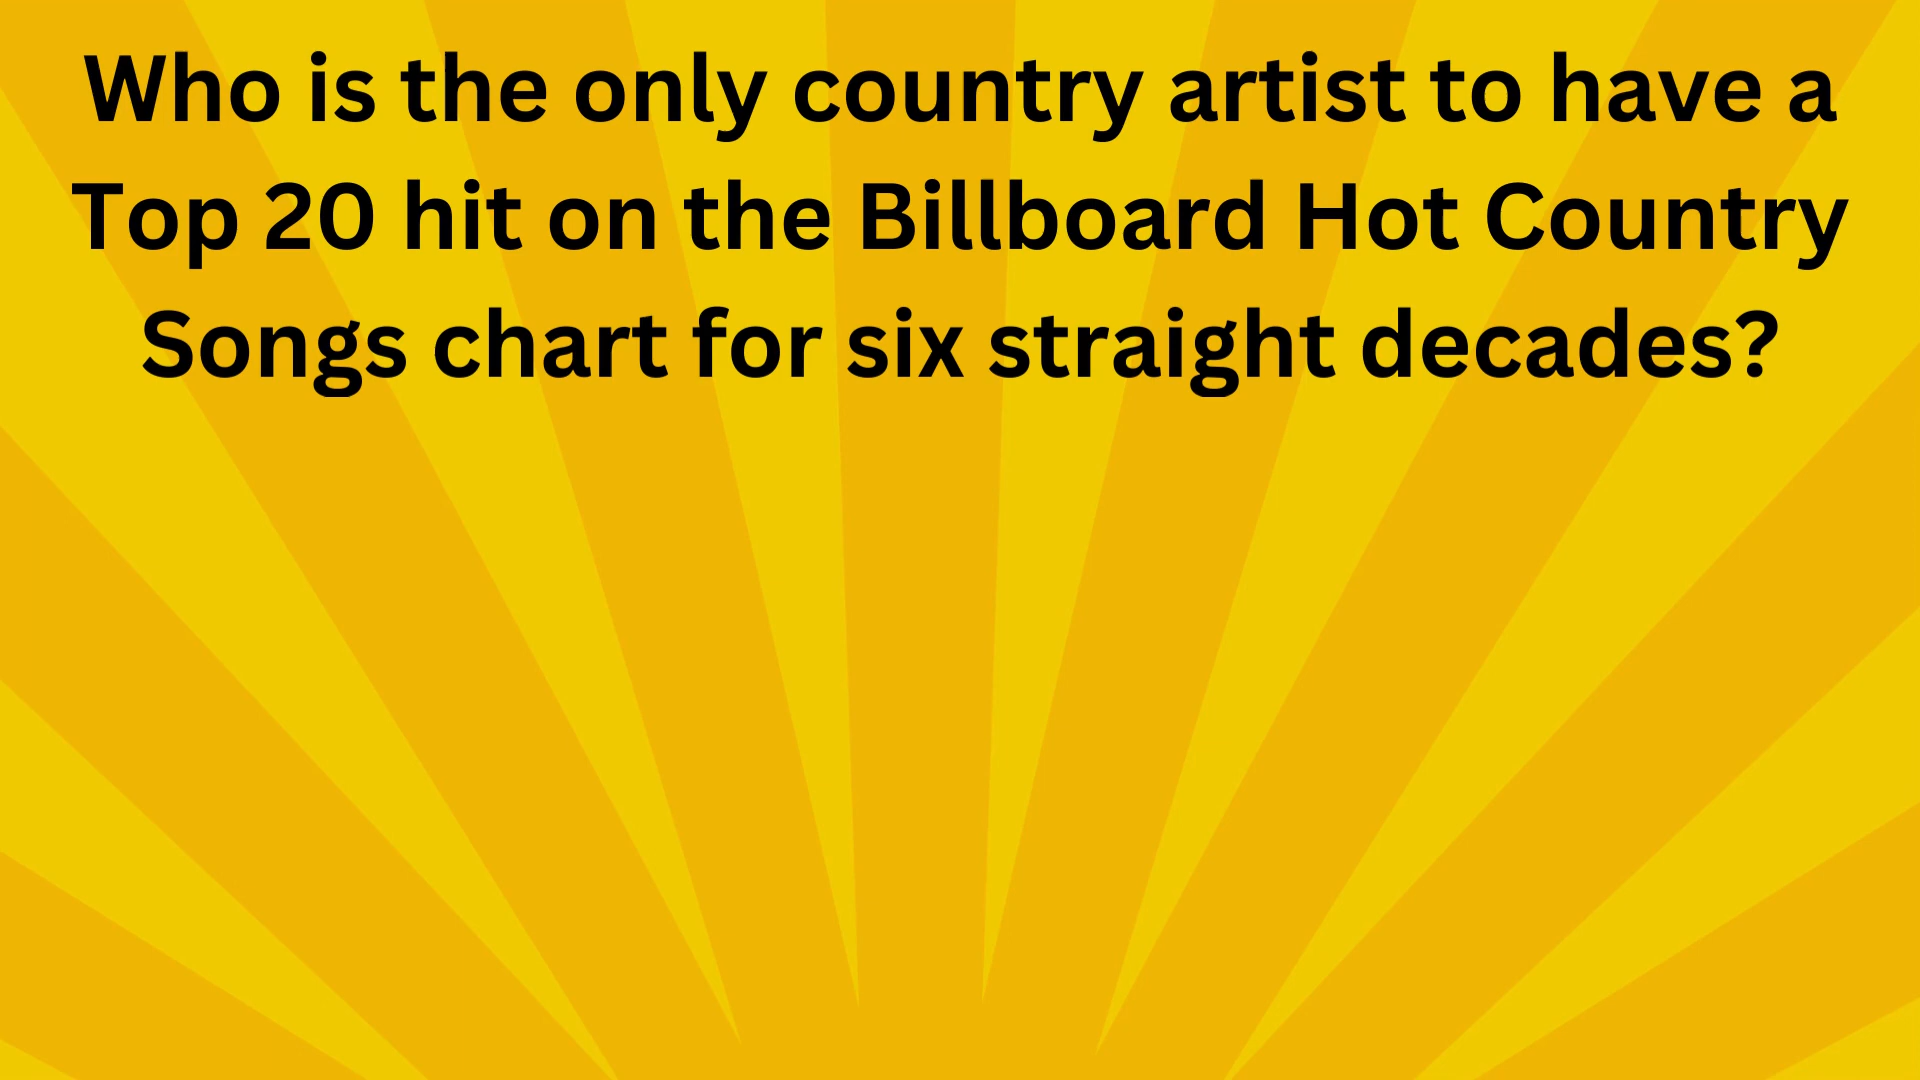 Who is the only country artist to have a
Top 20 hit on the Billboard Hot Country
Songs chart for six straight decades?